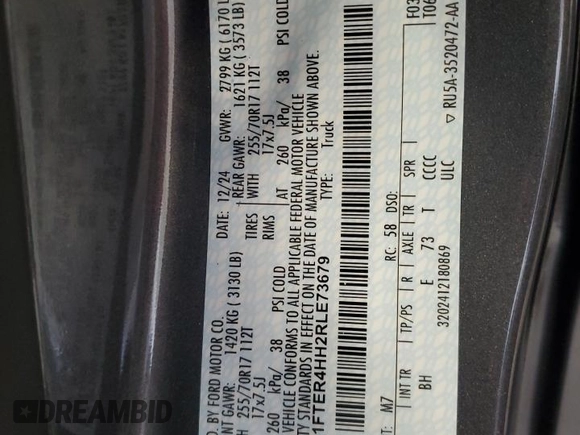 D. BY FORD MOTOR CO.
DATE: 12/24 GVWR: 2799 KG ( 6170 LB
NT GAWR: 1420 KG ( 3130 LB)
REAR GAWR: 1621 KG ( 3573 LB)
H 255/70R17 112T
TIRES WITH 255/70R17 112T
17x7.5J
RIMS 17x7.5J
260 kPa/ 38 PSI COLD
AT 260 kPa/ 38 PSI COLD
VEHICLE CONFORMS TO ALL APPLICABLE FEDERAL MOTOR VEHICLE
TY STANDARDS IN EFFECT ON THE DATE OF MANUFACTURE SHOWN ABOVE.
1FTER4HH2RLE73679
TYPE: Truck
F03
T06
T: M7 RC: 58 DSO:
INT TR TP/PS R AXLE TR SPR
BH E 73 T CCCC
3202412180869 ULC
▽ RU5A-3520472-AA
DREAMBID